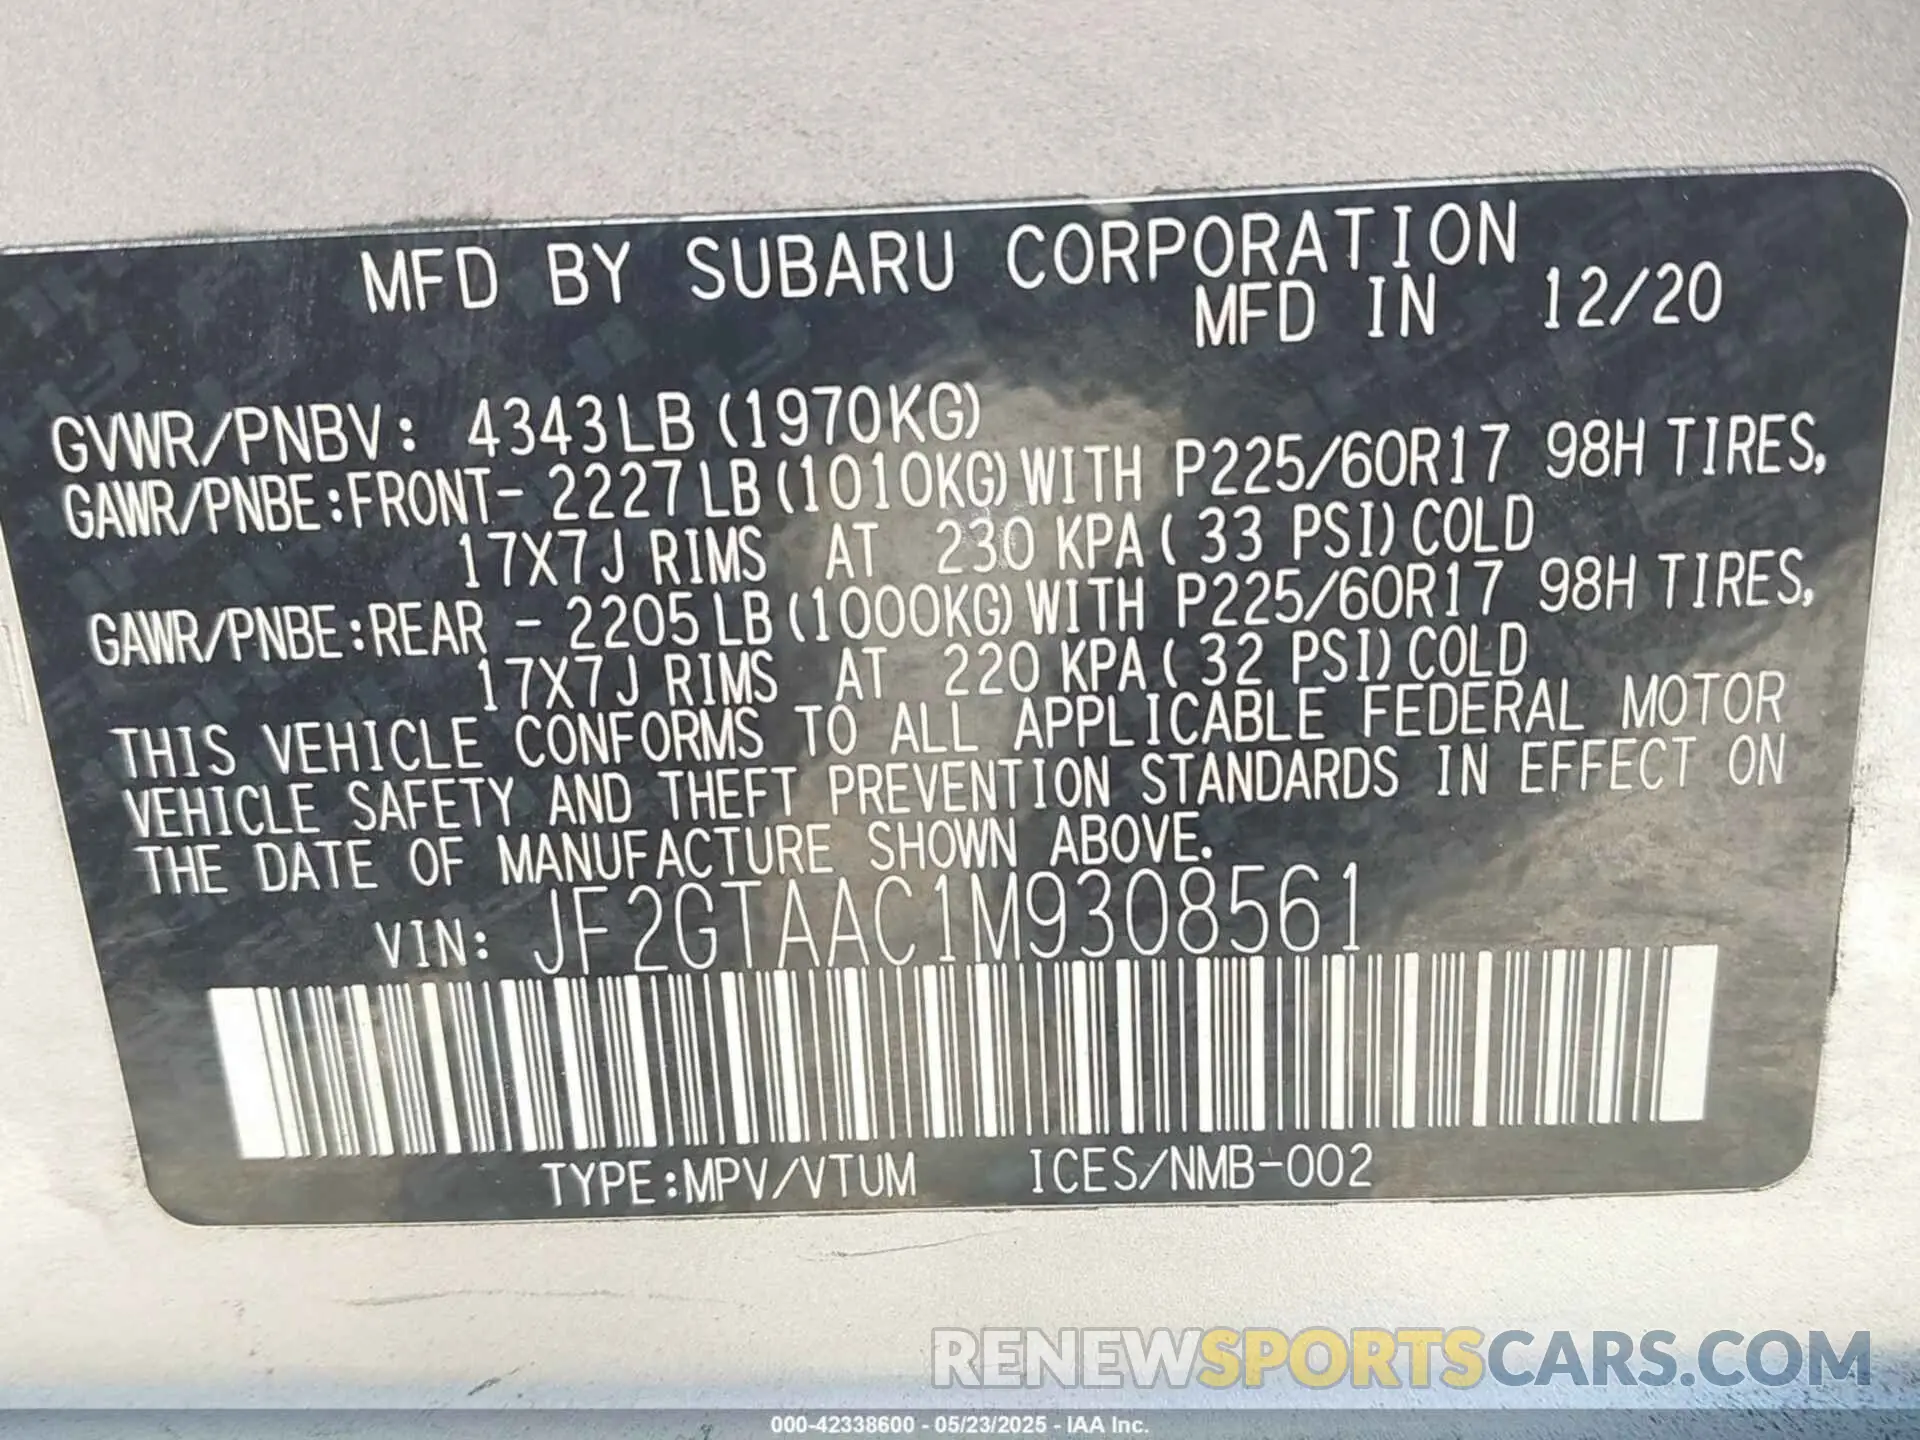 MFD BY SUBARU CORPORATION
MFD IN 12/20
GVWR/PNBV: 4343LB (1970KG)
GAWR/PNBE:FRONT- 2227LB (1010KG) WITH P225/60R17 98H TIRES,
17X7J RIMS AT 230 KPA ( 33 PSI) COLD
GAWR/PNBE:REAR - 2205LB (1000KG) WITH P225/60R17 98H TIRES,
17X7J RIMS AT 220 KPA ( 32 PSI) COLD
THIS VEHICLE CONFORMS TO ALL APPLICABLE FEDERAL MOTOR
VEHICLE SAFETY AND THEFT PREVENTION STANDARDS IN EFFECT ON
THE DATE OF MANUFACTURE SHOWN ABOVE.
VIN: JF2GTAAC1M9308561
TYPE:MPV/VTUM ICES/NMB-002
RENEWSPORTSCARS.COM
000-42338600 - 05/23/2025 - IAA Inc.